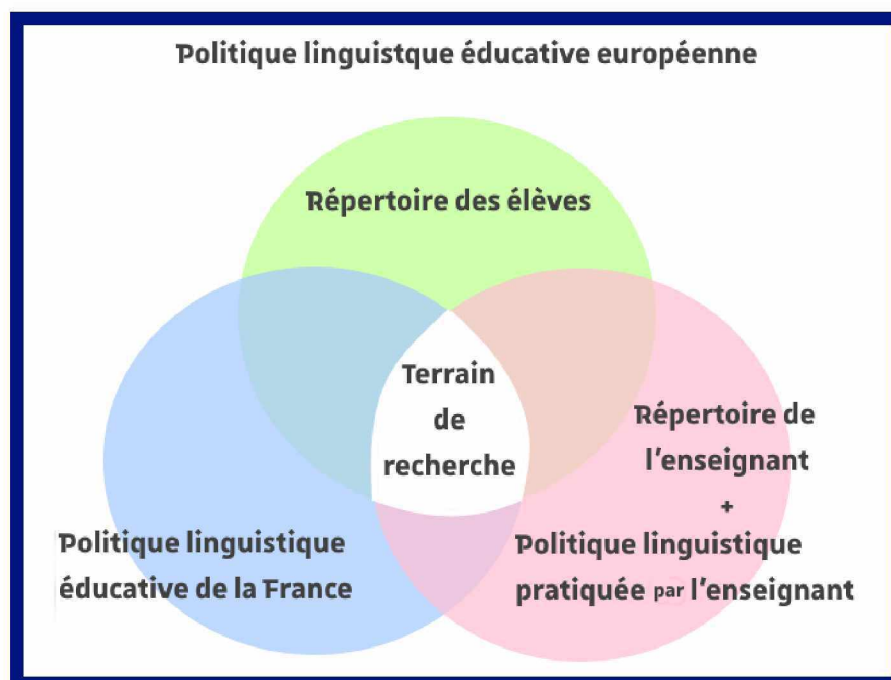 Politique linguistque éducative européenne
Répertoire des élèves
Terrain
de
recherche
Répertoire de
l'enseignant
+
Politique linguistique
pratiquée par l'enseignant
Politique linguistique
éducative de la France